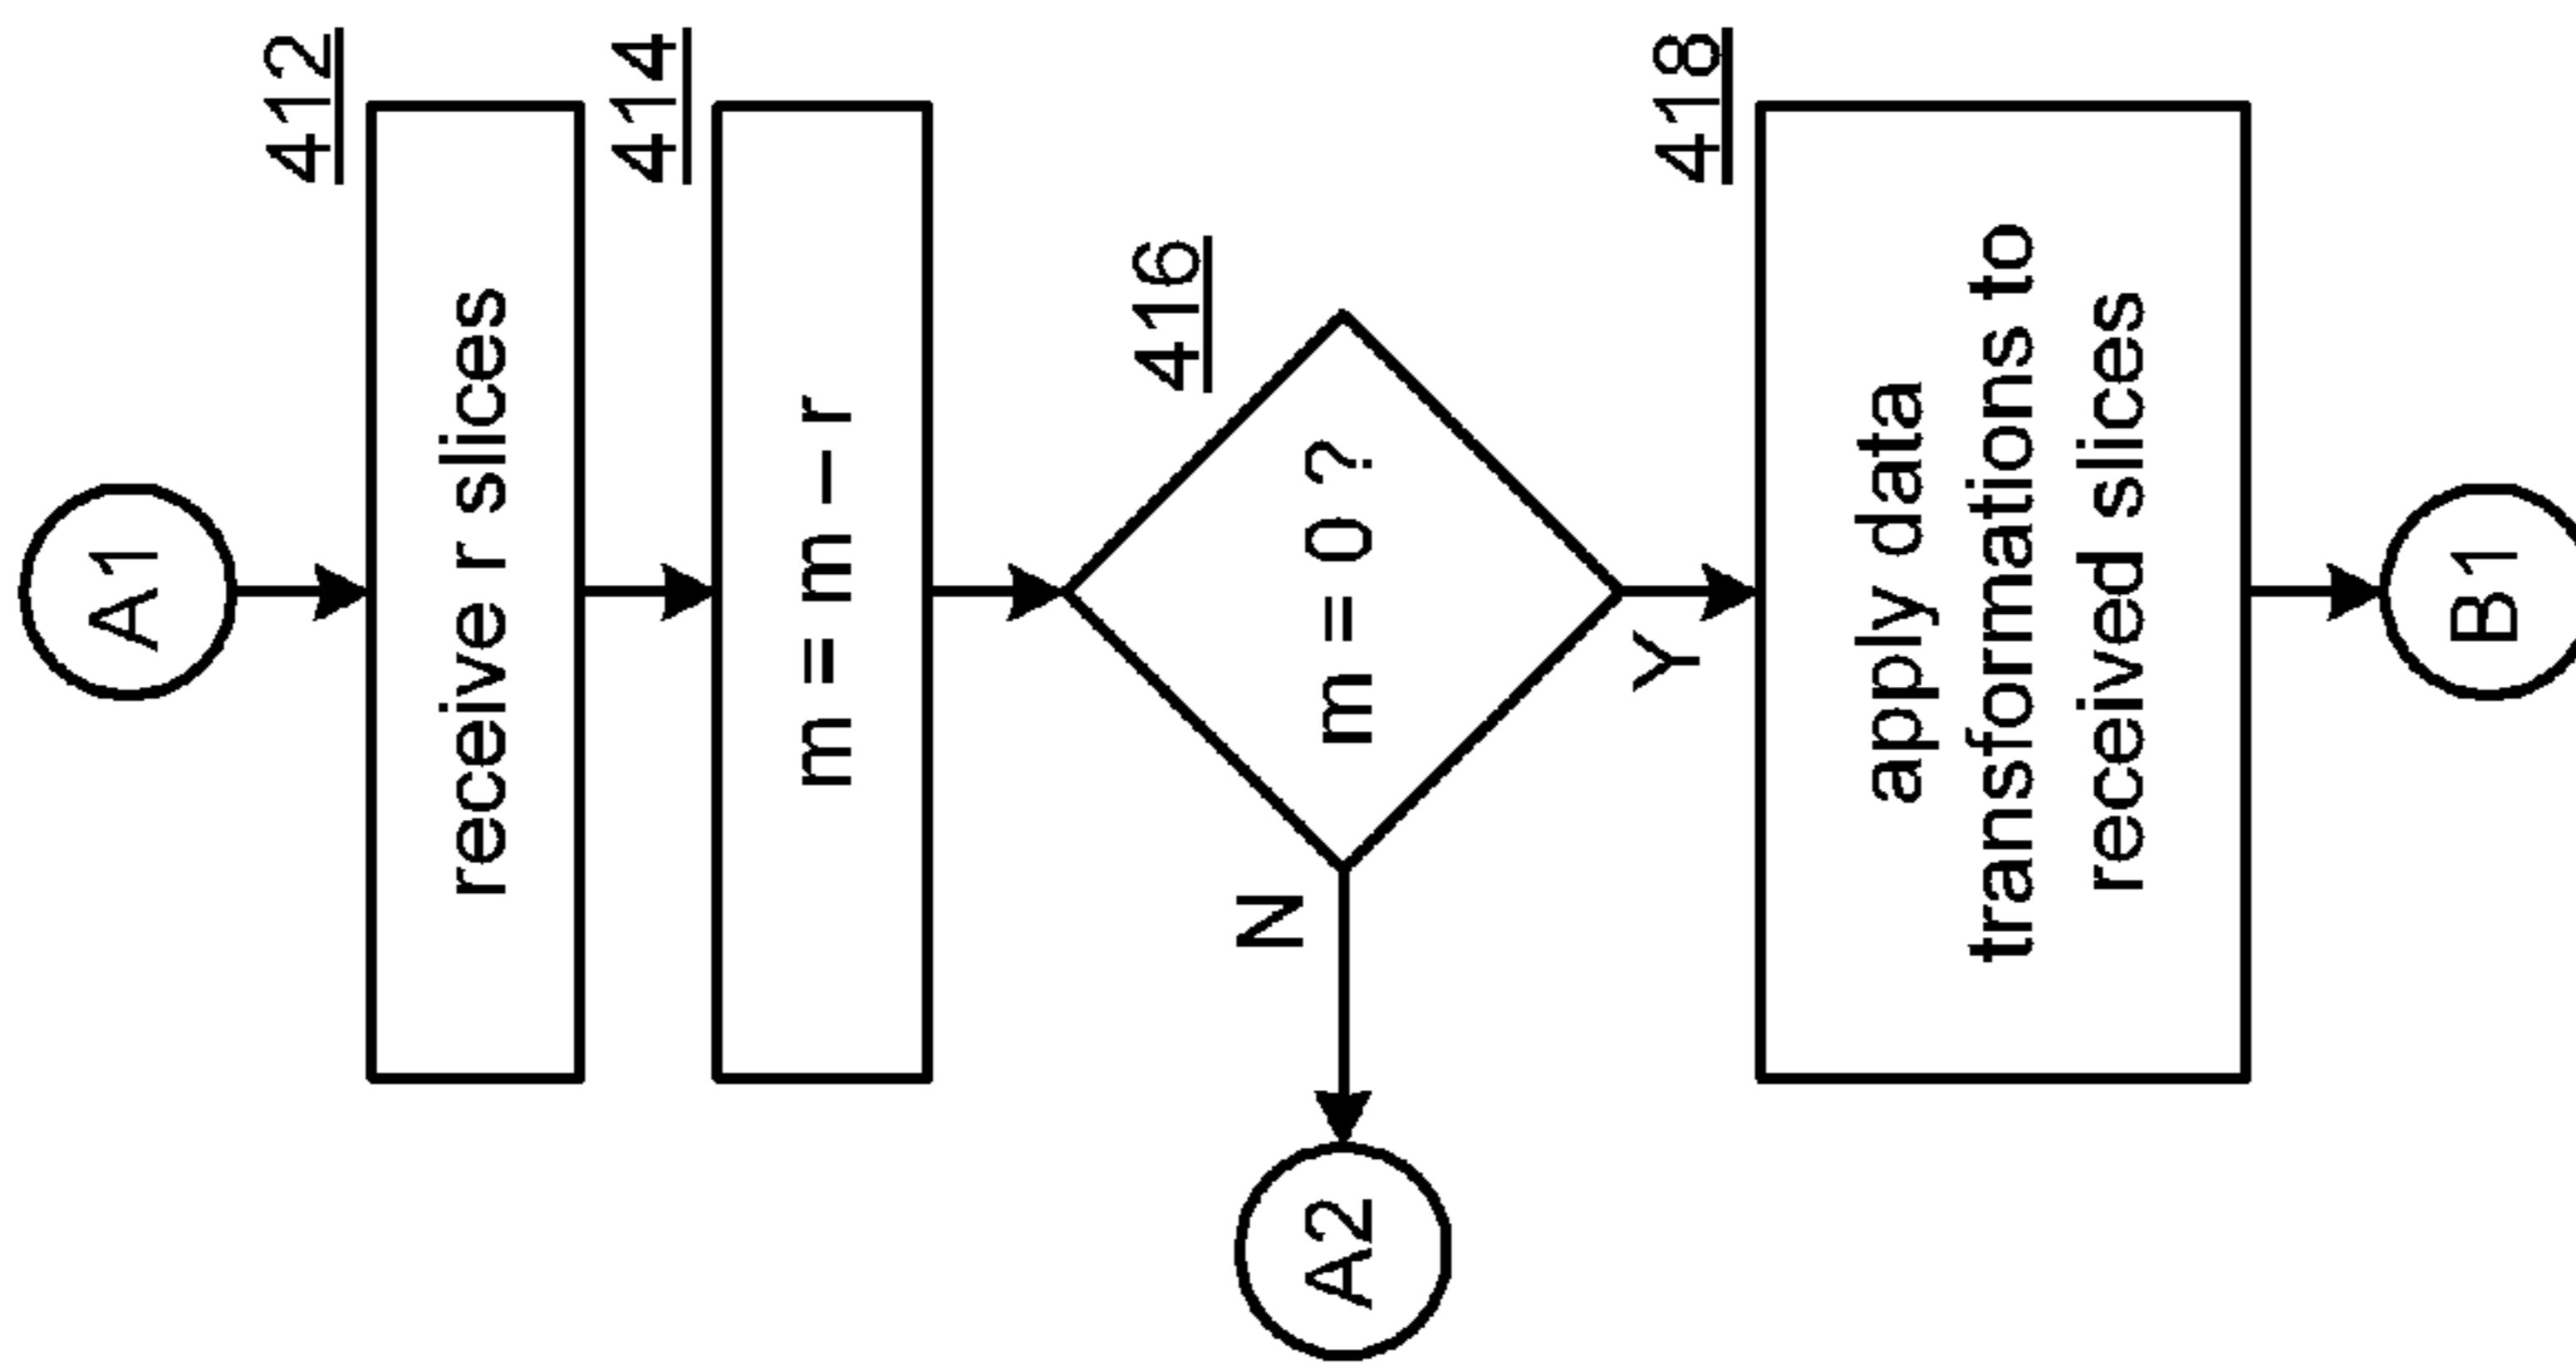 A1
412
receive r slices
414
m = m – r
416
m = 0 ?
N
A2
Y
418
apply data
transformations to
received slices
B1